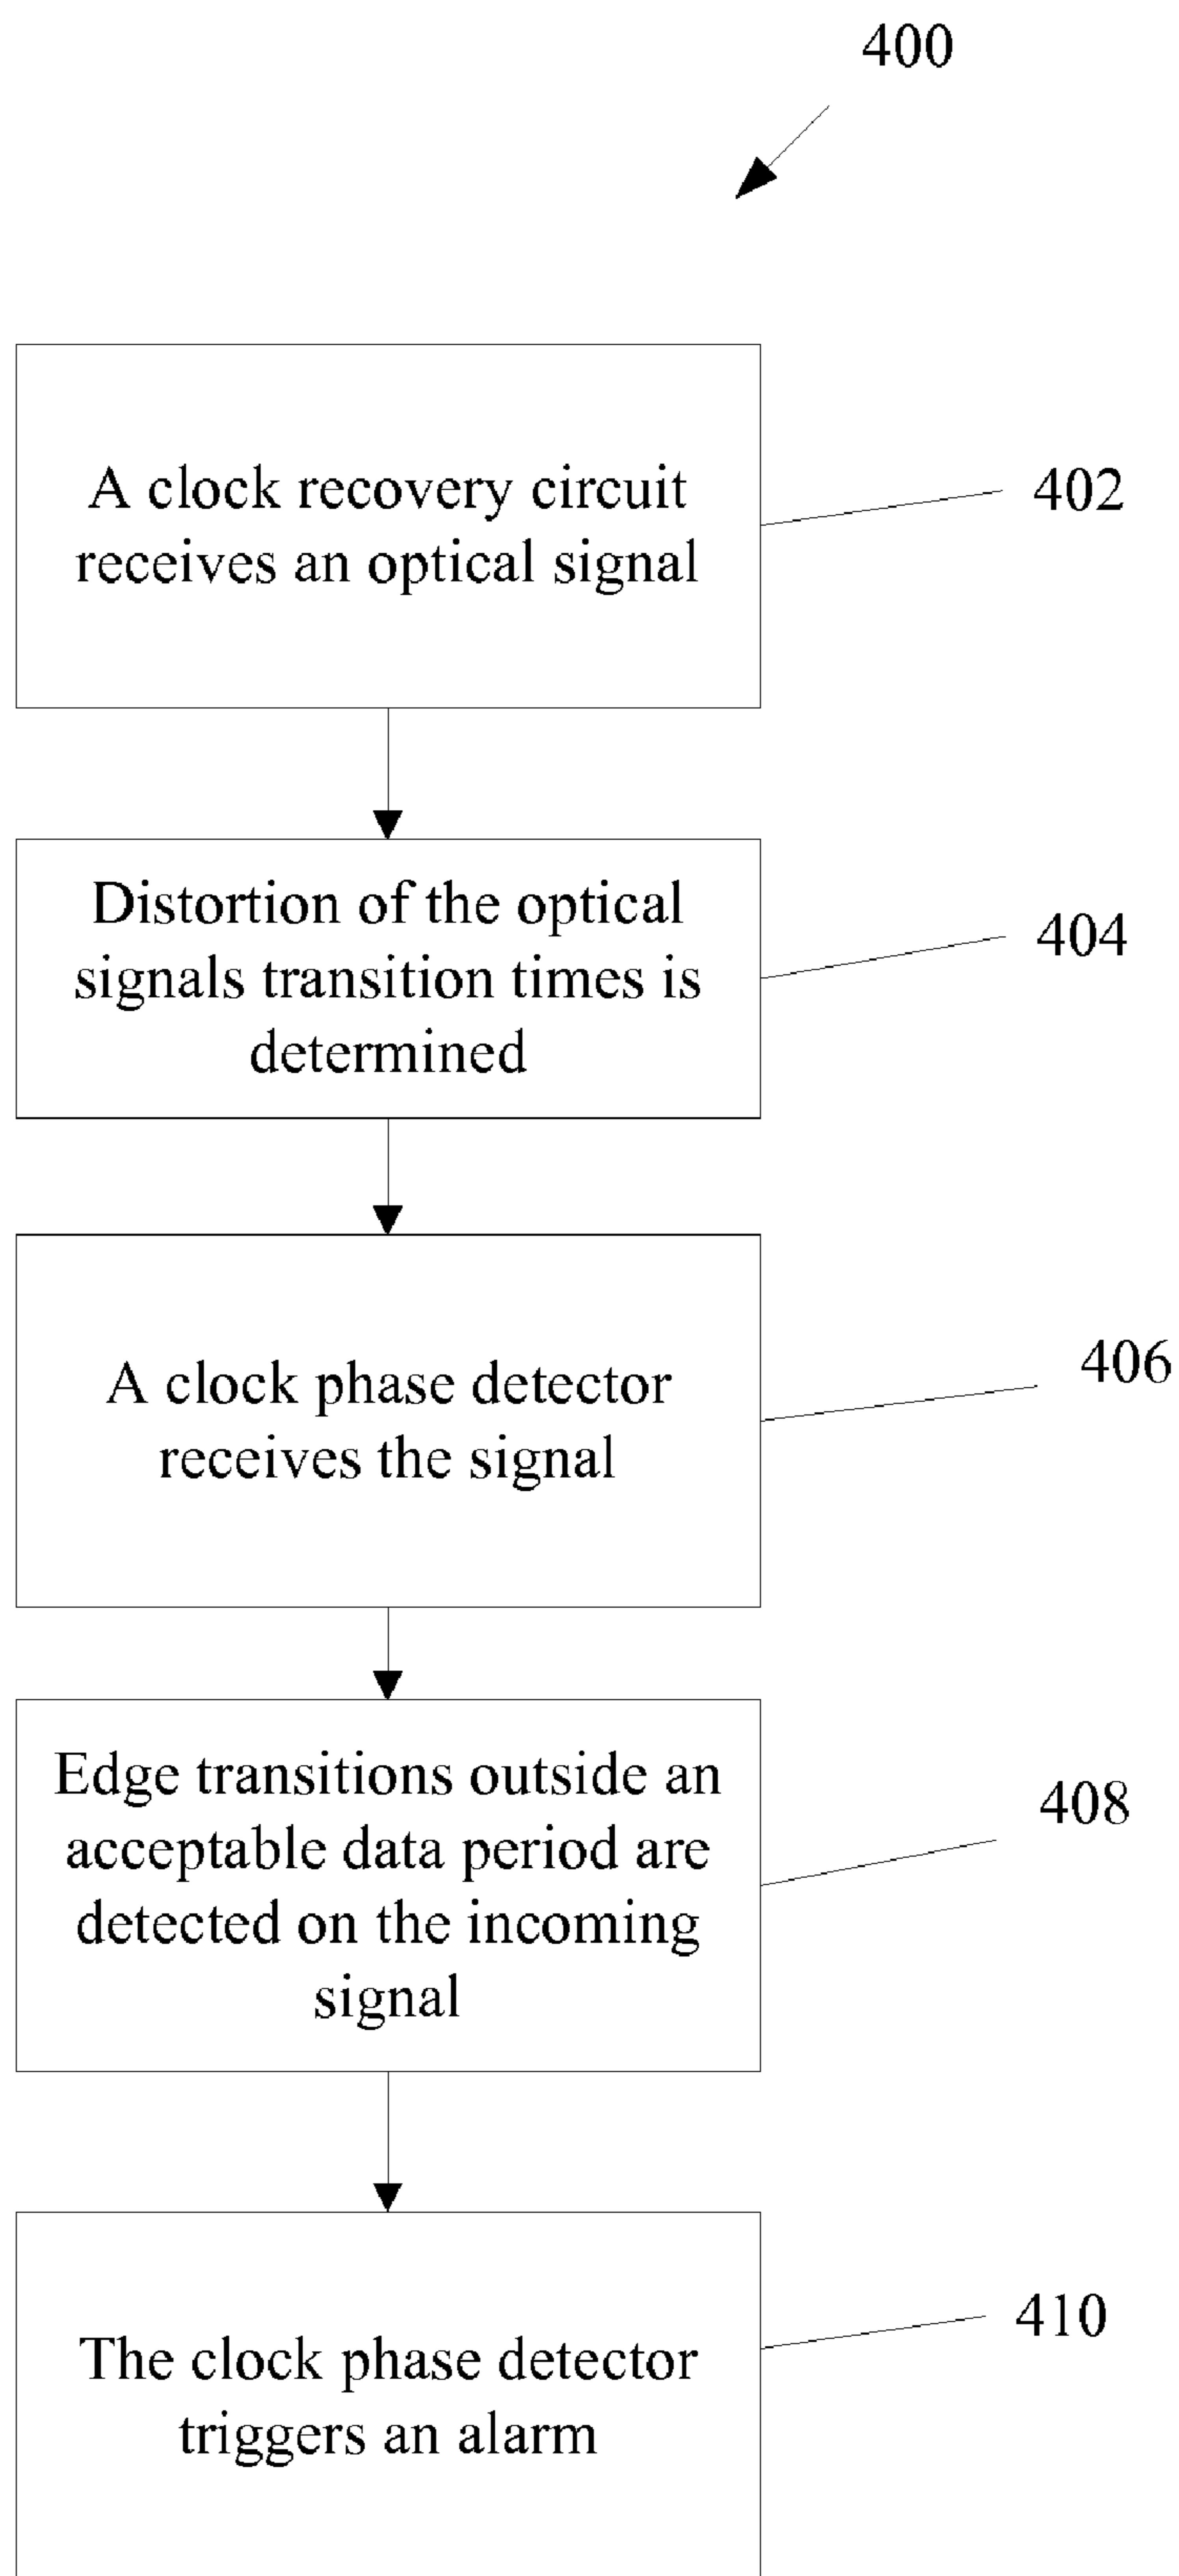 400
A clock recovery circuit
receives an optical signal
402
Distortion of the optical
signals transition times is
determined
404
A clock phase detector
receives the signal
406
Edge transitions outside an
acceptable data period are
detected on the incoming
signal
408
The clock phase detector
triggers an alarm
410